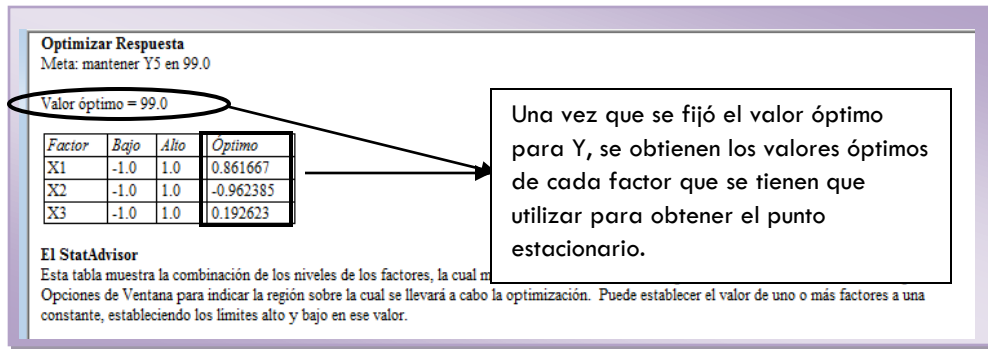 Optimizar Respuesta
Meta: mantener Y5 en 99.0
Valor óptimo = 99.0
Factor Bajo Alto Óptimo
X1 -1.0 1.0 0.861667
X2 -1.0 1.0 -0.962385
X3 -1.0 1.0 0.192623
Una vez que se fijó el valor óptimo
para Y, se obtienen los valores óptimos
de cada factor que se tienen que
utilizar para obtener el punto
estacionario.
El StatAdvisor
Esta tabla muestra la combinación de los niveles de los factores, la cual
Opciones de Ventana para indicar la región sobre la cual se llevará a cabo la optimización. Puede establecer el valor de uno o más factores a una
constante, estableciendo los límites alto y bajo en ese valor.